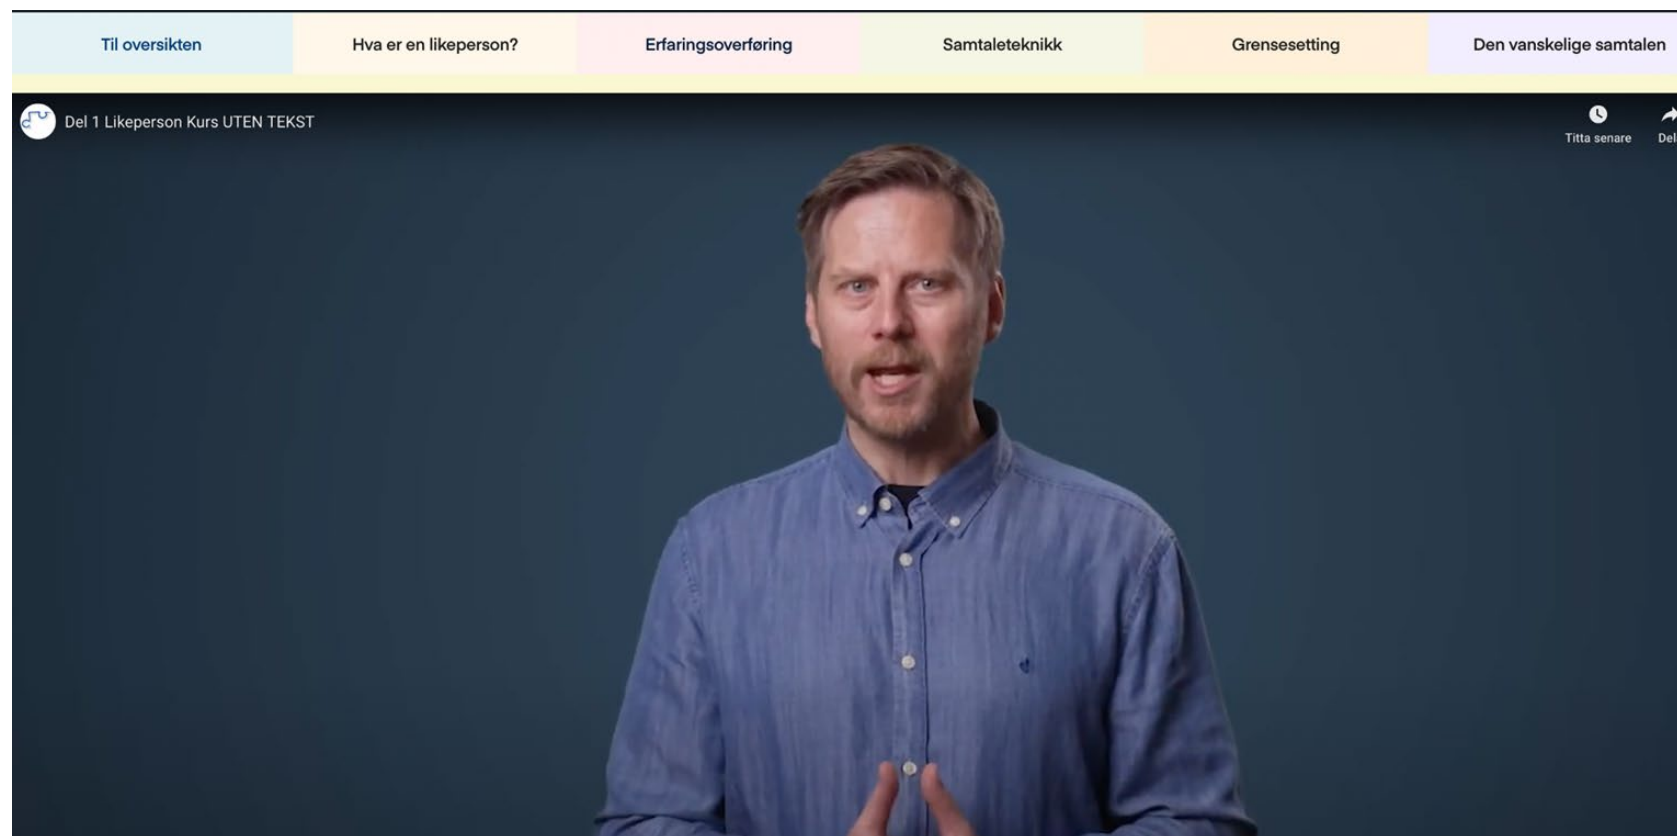 Til oversikten
Hva er en likeperson?
Erfaringsoverføring
Samtaleteknikk
Grensesetting
Den vanskelige samtalen
Del 1 Likeperson Kurs UTEN TEKST
Titta senare
Del